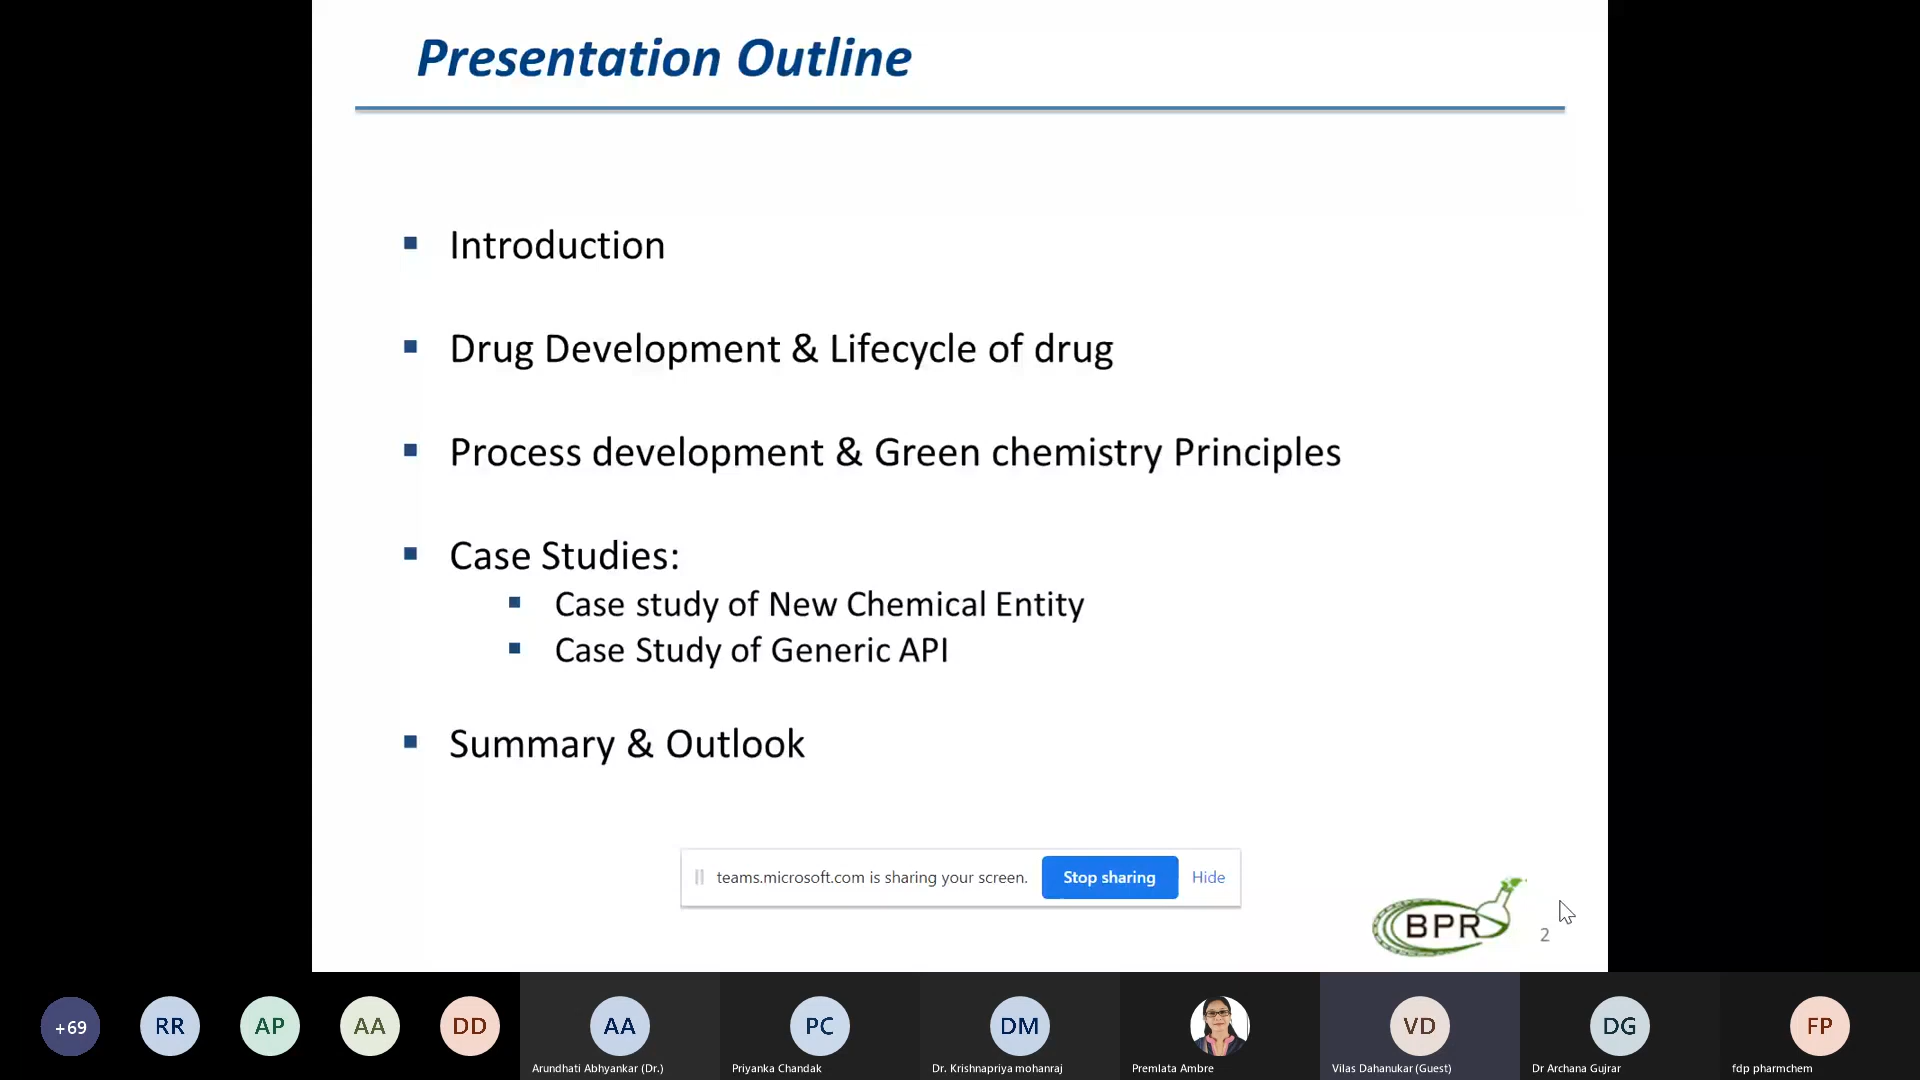 Presentation Outline
Introduction
Drug Development & Lifecycle of drug
Process development & Green chemistry Principles
Case Studies:
Case study of New Chemical Entity
Case Study of Generic API
Summary & Outlook
teams.microsoft.com is sharing your screen. Stop sharing Hide
BPR
2
+69 RR AP AA DD AA PC DM VD DG FP
Arundhati Abhyankar (Dr.) Priyanka Chandak Dr. Krishnapriya mohanraj Premlata Ambre Vilas Dahanukar (Guest) Dr Archana Gujrar fdp pharmchem